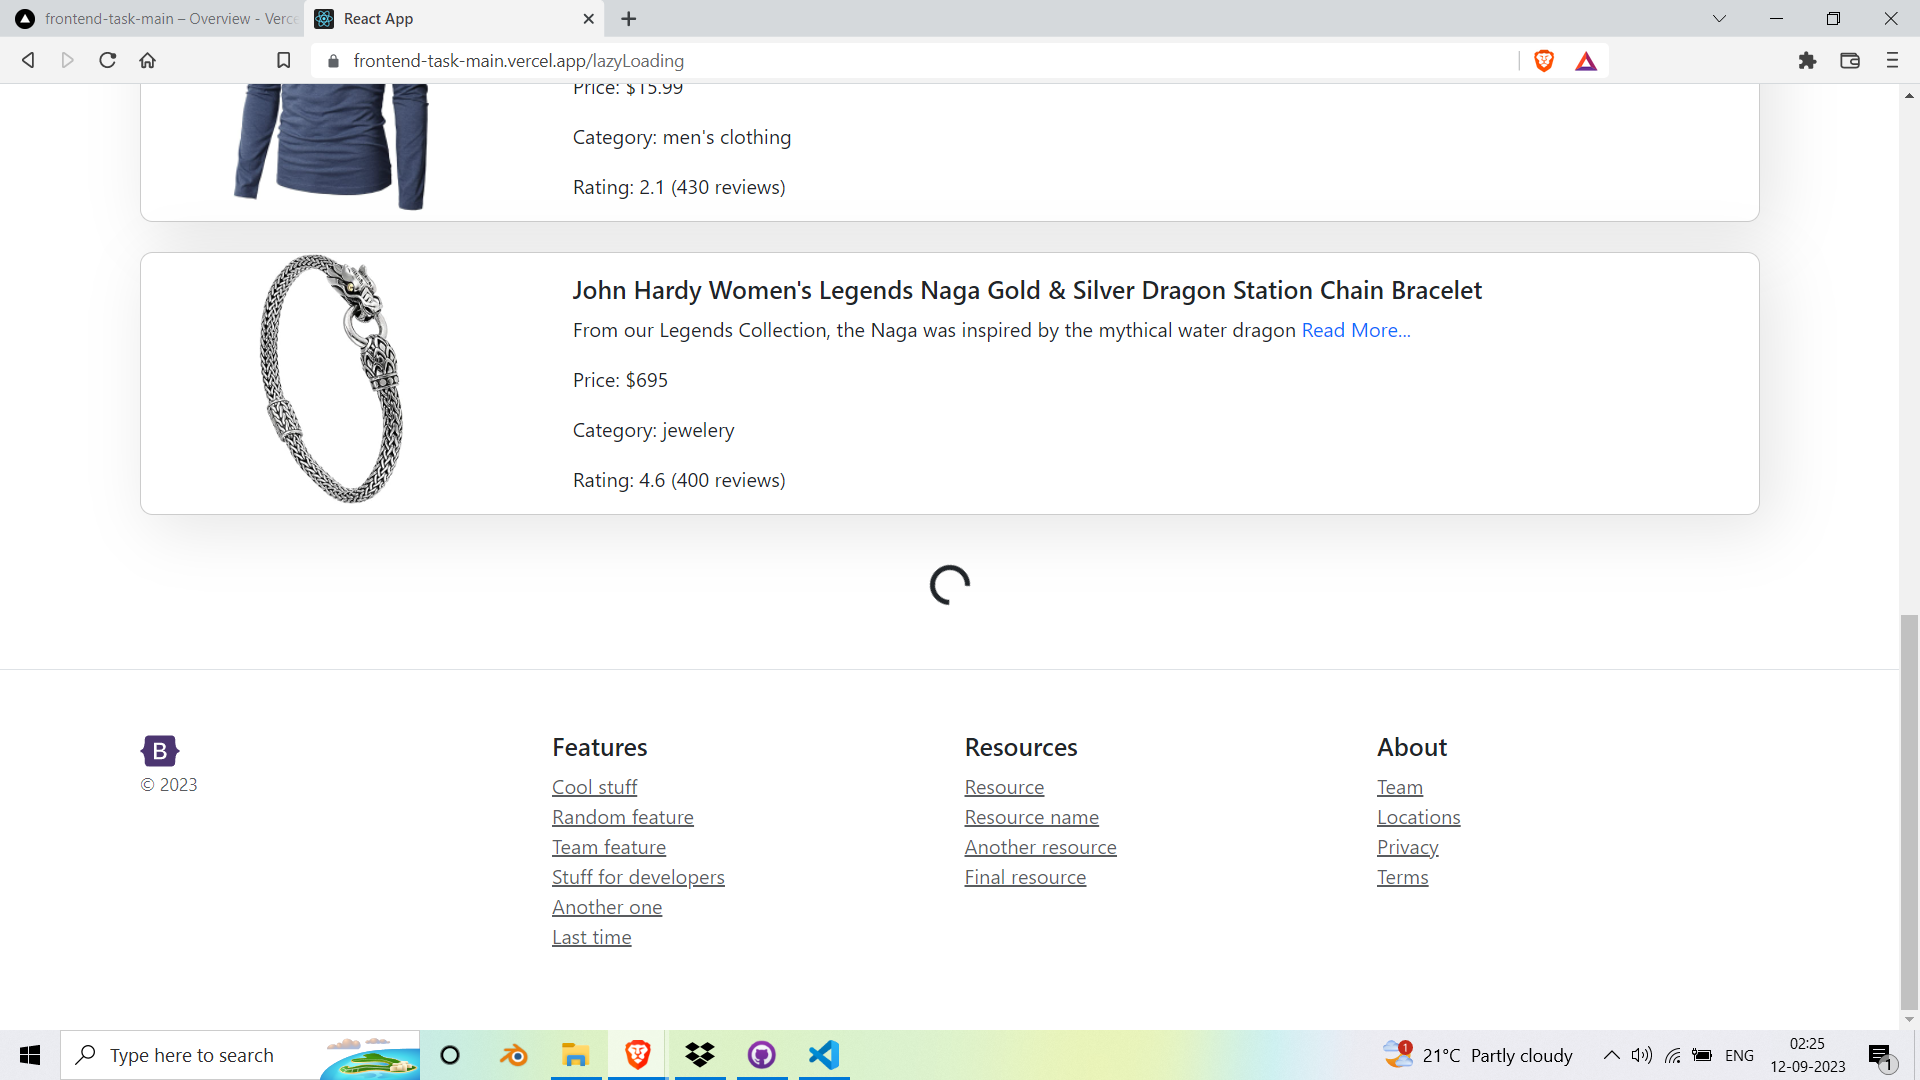 frontend-task-main – Overview - Verce
React App
frontend-task-main.vercel.app/lazyLoading
Price: $15.99
Category: men's clothing
Rating: 2.1 (430 reviews)
John Hardy Women's Legends Naga Gold & Silver Dragon Station Chain Bracelet
From our Legends Collection, the Naga was inspired by the mythical water dragon Read More...
Price: $695
Category: jewelery
Rating: 4.6 (400 reviews)
B
© 2023
Features
Cool stuff
Random feature
Team feature
Stuff for developers
Another one
Last time
Resources
Resource
Resource name
Another resource
Final resource
About
Team
Locations
Privacy
Terms
Type here to search
1
21°C Partly cloudy
ENG
02:25
12-09-2023
1